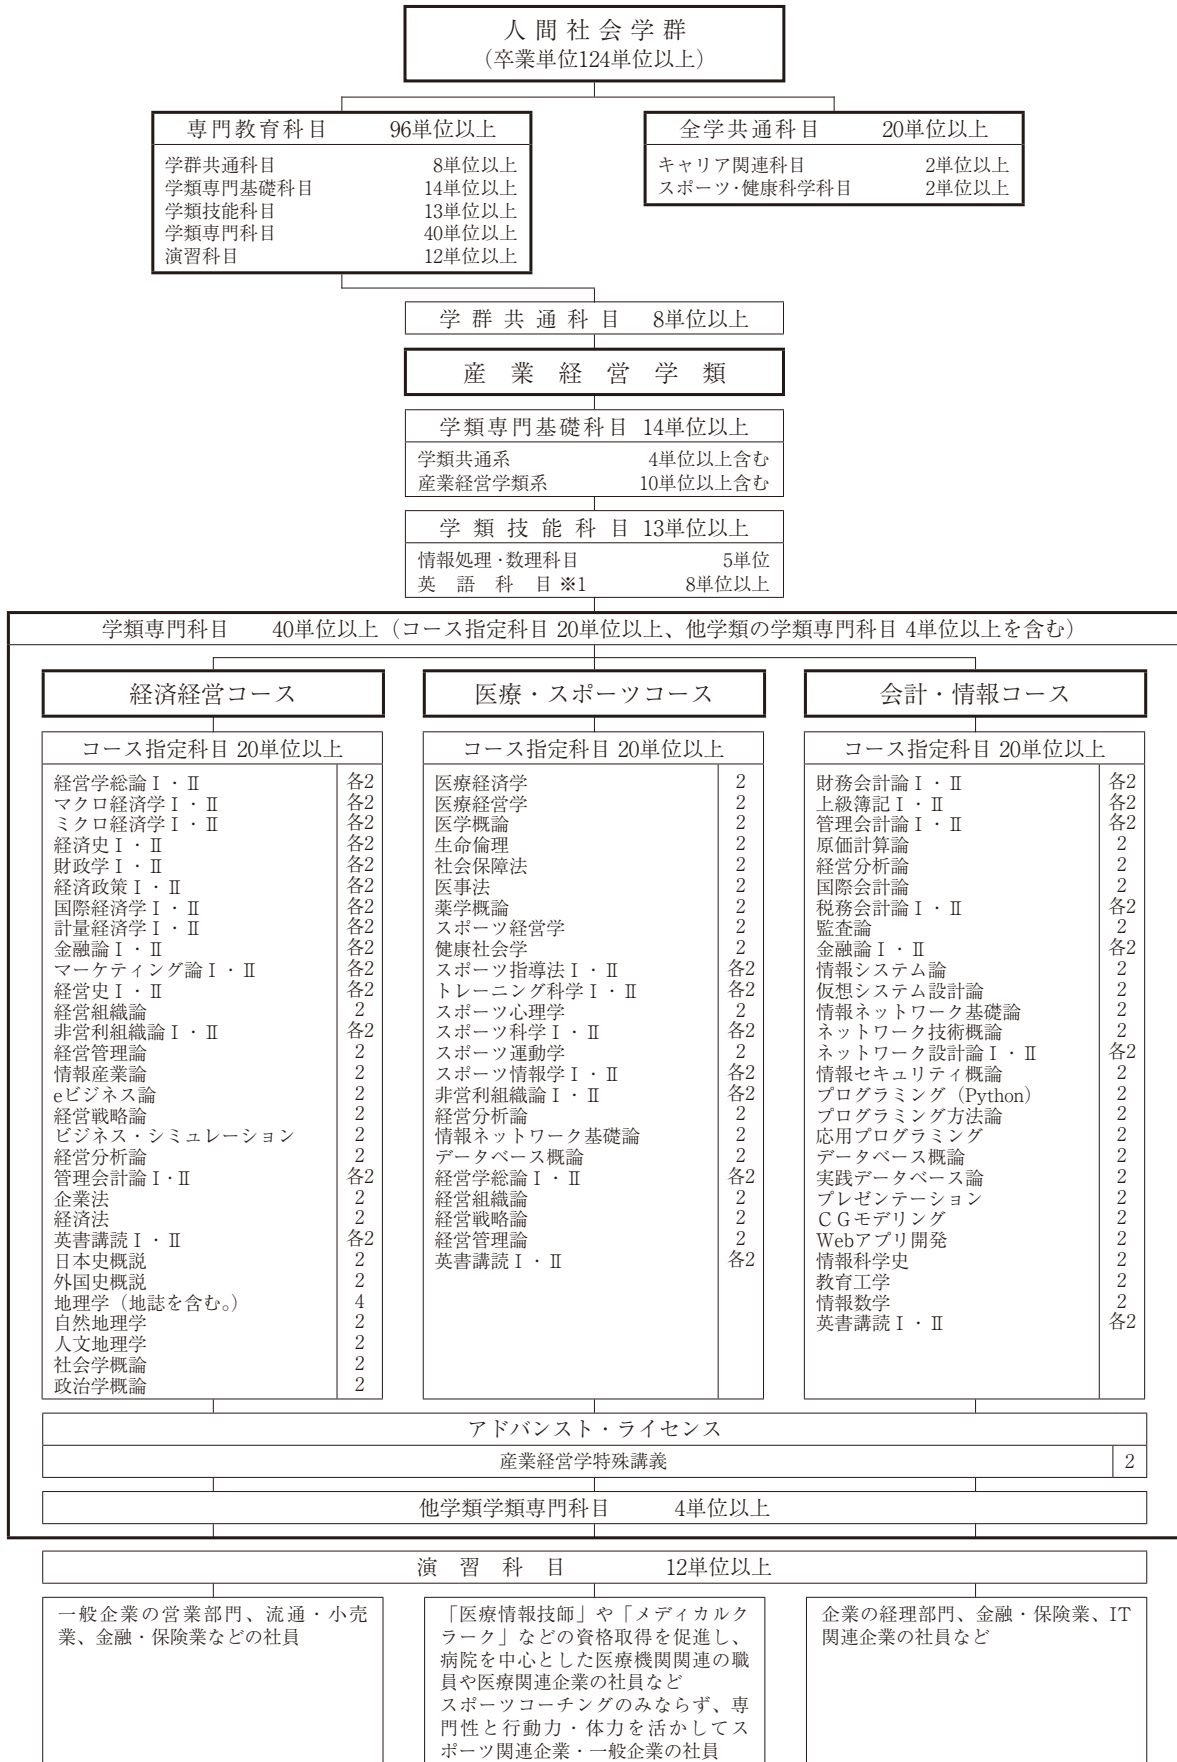 人間社会学群
（卒業単位124単位以上）
専門教育科目 96単位以上
学群共通科目 8単位以上
学類専門基礎科目 14単位以上
学類技能科目 13単位以上
学類専門科目 40単位以上
演習科目 12単位以上
全学共通科目 20単位以上
キャリア関連科目 2単位以上
スポーツ・健康科学科目 2単位以上
学群共通科目 8単位以上
産業経営学類
学類専門基礎科目 14単位以上
学類共通系 4単位以上含む
産業経営学類系 10単位以上含む
学類技能科目 13単位以上
情報処理・数理科目 5単位
英語科目※1 8単位以上
学類専門科目 40単位以上（コース指定科目 20単位以上、他学類の学類専門科目 4単位以上を含む）
経済経営コース
コース指定科目 20単位以上
経営学総論Ⅰ・Ⅱ 各2
マクロ経済学Ⅰ・Ⅱ 各2
ミクロ経済学Ⅰ・Ⅱ 各2
経済史Ⅰ・Ⅱ 各2
財政学Ⅰ・Ⅱ 各2
経済政策Ⅰ・Ⅱ 各2
国際経済学Ⅰ・Ⅱ 各2
計量経済学Ⅰ・Ⅱ 各2
金融論Ⅰ・Ⅱ 各2
マーケティング論Ⅰ・Ⅱ 各2
経営史Ⅰ・Ⅱ 各2
経営組織論 2
非営利組織論Ⅰ・Ⅱ 各2
経営管理論 2
情報産業論 2
eビジネス論 2
経営戦略論 2
ビジネス・シミュレーション 2
経営分析論 2
管理会計論Ⅰ・Ⅱ 各2
企業法 2
経済法 2
英書講読Ⅰ・Ⅱ 各2
日本史概説 2
外国史概説 2
地理学（地誌を含む。） 4
自然地理学 2
人文地理学 2
社会学概論 2
政治学概論 2
医療・スポーツコース
コース指定科目 20単位以上
医療経済学 2
医療経営学 2
医学概論 2
生命倫理 2
社会保障法 2
医事法 2
薬学概論 2
スポーツ経営学 2
健康社会学 2
スポーツ指導法Ⅰ・Ⅱ 各2
トレーニング科学Ⅰ・Ⅱ 各2
スポーツ心理学 2
スポーツ科学Ⅰ・Ⅱ 各2
スポーツ運動学 2
スポーツ情報学Ⅰ・Ⅱ 各2
非営利組織論Ⅰ・Ⅱ 各2
経営分析論 2
情報ネットワーク基礎論 2
データベース概論 2
経営学総論Ⅰ・Ⅱ 各2
経営組織論 2
経営戦略論 2
経営管理論 2
英書講読Ⅰ・Ⅱ 各2
会計・情報コース
コース指定科目 20単位以上
財務会計論Ⅰ・Ⅱ 各2
上級簿記Ⅰ・Ⅱ 各2
管理会計論Ⅰ・Ⅱ 各2
原価計算論 2
経営分析論 2
国際会計論 2
税務会計論Ⅰ・Ⅱ 各2
監査論 2
金融論Ⅰ・Ⅱ 各2
情報システム論 2
仮想システム設計論 2
情報ネットワーク基礎論 2
ネットワーク技術概論 2
ネットワーク設計論Ⅰ・Ⅱ 各2
情報セキュリティ概論 2
プログラミング（Python） 2
プログラミング方法論 2
応用プログラミング 2
データベース概論 2
実践データベース論 2
プレゼンテーション 2
ＣＧモデリング 2
Webアプリ開発 2
情報科学史 2
教育工学 2
情報数学 2
英書講読Ⅰ・Ⅱ 各2
アドバンスト・ライセンス
産業経営学特殊講義 2
他学類学類専門科目 4単位以上
演習科目 12単位以上
一般企業の営業部門、流通・小売
業、金融・保険業などの社員
「医療情報技師」や「メディカルク
ラーク」などの資格取得を促進し、
病院を中心とした医療機関関連の職
員や医療関連企業の社員など
スポーツコーチングのみならず、専
門性と行動力・体力を活かしてス
ポーツ関連企業・一般企業の社員
企業の経理部門、金融・保険業、IT
関連企業の社員など